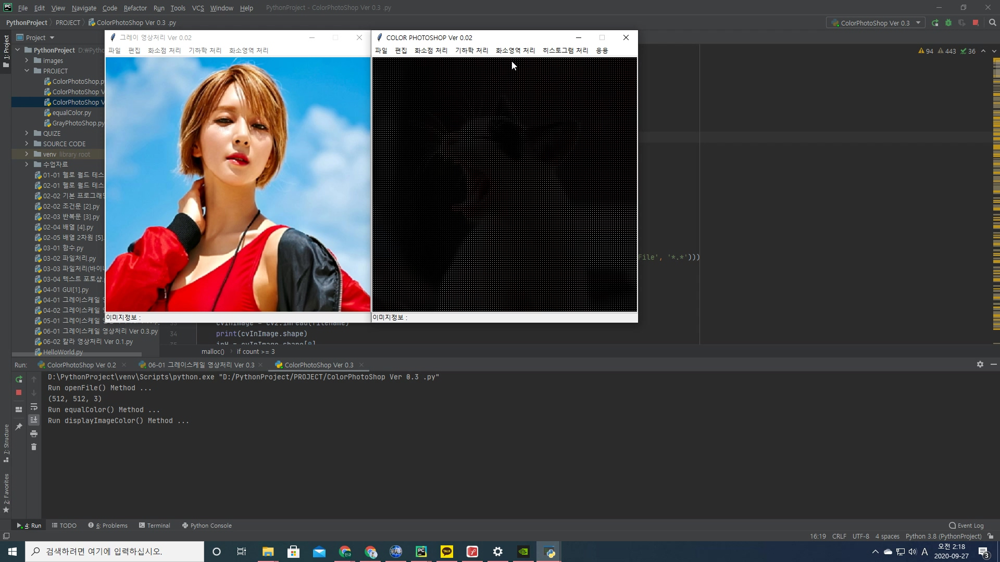 File Edit View Navigate Code Refactor Run Tools VCS Window Help PythonProject - ColorPhotoShop Ver 0.3 .py
PythonProject PROJECT ColorPhotoShop Ver 0.3 .py
ColorPhotoShop Ver 0.3
1: Project
Project
PythonProject D:₩Pytho
images
PROJECT
ColorPhotoShop.p
ColorPhotoShop V
ColorPhotoShop V
equalColor.py
GrayPhotoShop.py
QUIZE
SOURCE CODE
venv library root
수업자료
01-01 헬로 월드 테스
02-01 헬로 월드 테스
02-02 기본 프로그래밍
02-02 조건문 [2].py
02-03 반복문 [3].py
02-04 배열 [4].py
02-05 배열 2차원 [5].
03-01 함수.py
03-02 파일처리.py
03-03 파일처리(바이너
03-04 텍스트 포토샵.
04-01 GUI[1].py
04-01 그레이스케일
04-02 그레이스케일
05-01 그레이스케일
06-01 그레이스케일 영상처리 Ver 0.3.py
06-02 칼라 영상처리 Ver 0.1.py
HelloWorld.py
그레이 영상처리 Ver 0.02
파일 편집 화소점 처리 기하학 처리 화소영역 처리
이미지정보 :
COLOR PHOTOSHOP Ver 0.02
파일 편집 화소점 처리 기하학 처리 화소영역 처리 히스토그램 처리 응용
이미지정보 :
94 443 36
File', '*.*')))
33 cvInImage = cv2.imread(filename)
34 print(cvInImage.shape)
35 inH = cvInImage.shape[0]
malloc() if count >= 3
Run: ColorPhotoShop Ver 0.2 06-01 그레이스케일 영상처리 Ver 0.3 ColorPhotoShop Ver 0.3
D:\PythonProject\venv\Scripts\python.exe "D:/PythonProject/PROJECT/ColorPhotoShop Ver 0.3 .py"
Run openFile() Method ...
(512, 512, 3)
Run equalColor() Method ...
Run displayImageColor() Method ...
7: Structure
2: Favorites
4: Run TODO 6: Problems Terminal Python Console Event Log
16:19 CRLF UTF-8 4 spaces Python 3.8 (PythonProject)
검색하려면 여기에 입력하십시오.
A 오전 2:18
2020-09-27
3